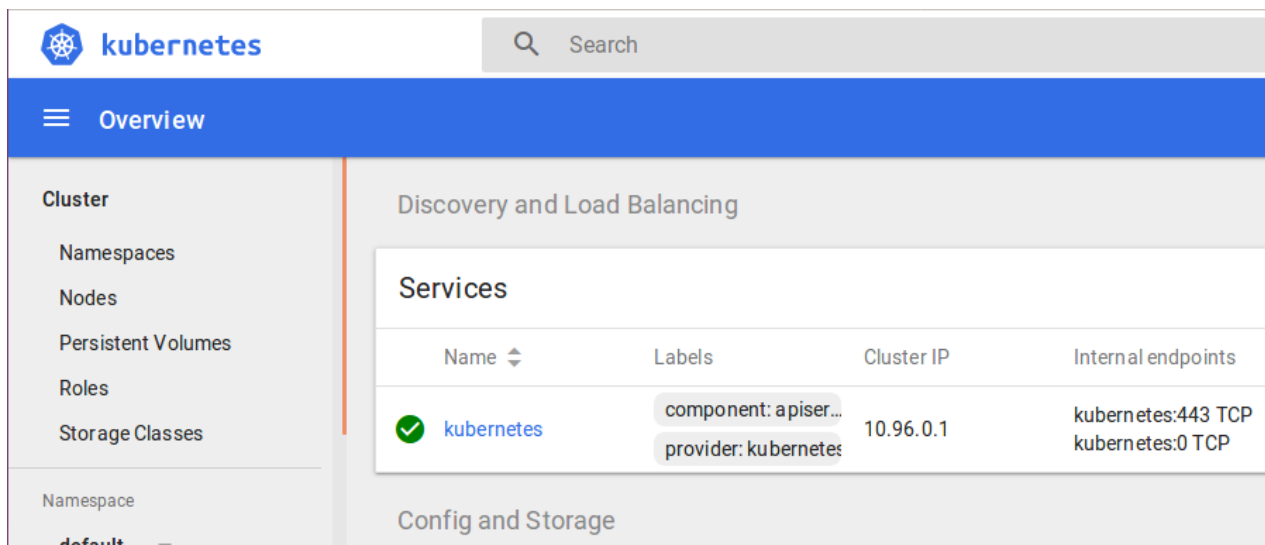 kubernetes
Search
Overview
Cluster
Namespaces
Nodes
Persistent Volumes
Roles
Storage Classes
Namespace
default
Discovery and Load Balancing
Services
Name Labels Cluster IP Internal endpoints
kubernetes component: apiser... 10.96.0.1 kubernetes:443 TCP
provider: kubernetes kubernetes:0 TCP
Config and Storage